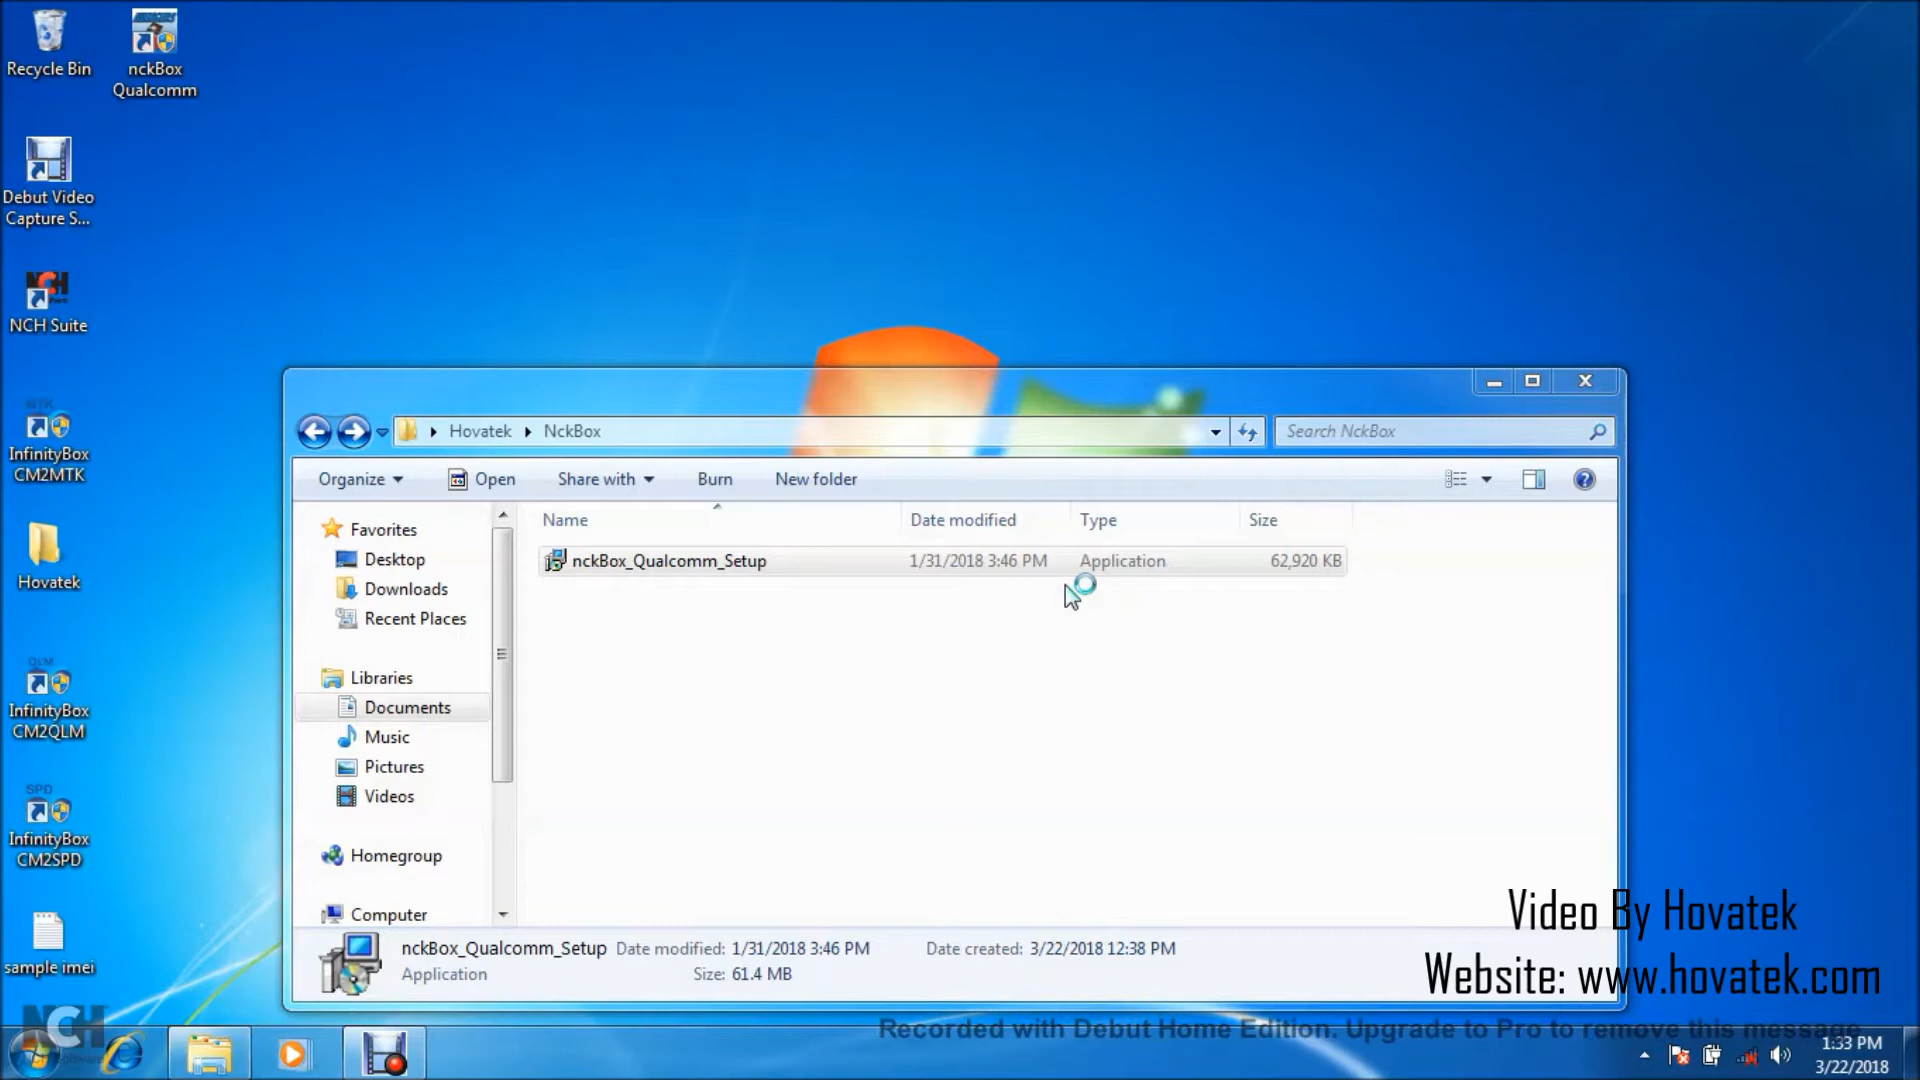 Recycle Bin
nckBox
Qualcomm
Debut Video
Capture S...
NCH Suite
MTK
InfinityBox
CM2MTK
Hovatek
QLM
InfinityBox
CM2QLM
SPD
InfinityBox
CM2SPD
sample imei
Hovatek
NckBox
Search NckBox
Organize
Open
Share with
Burn
New folder
Name
Date modified
Type
Size
nckBox_Qualcomm_Setup
1/31/2018 3:46 PM
Application
62,920 KB
Favorites
Desktop
Downloads
Recent Places
Libraries
Documents
Music
Pictures
Videos
Homegroup
Computer
nckBox_Qualcomm_Setup Date modified: 1/31/2018 3:46 PM Date created: 3/22/2018 12:38 PM
Application Size: 61.4 MB
Video By Hovatek
Website: www.hovatek.com
Recorded with Debut Home Edition. Upgrade to Pro to remove this message
NCH
1:33 PM
3/22/2018